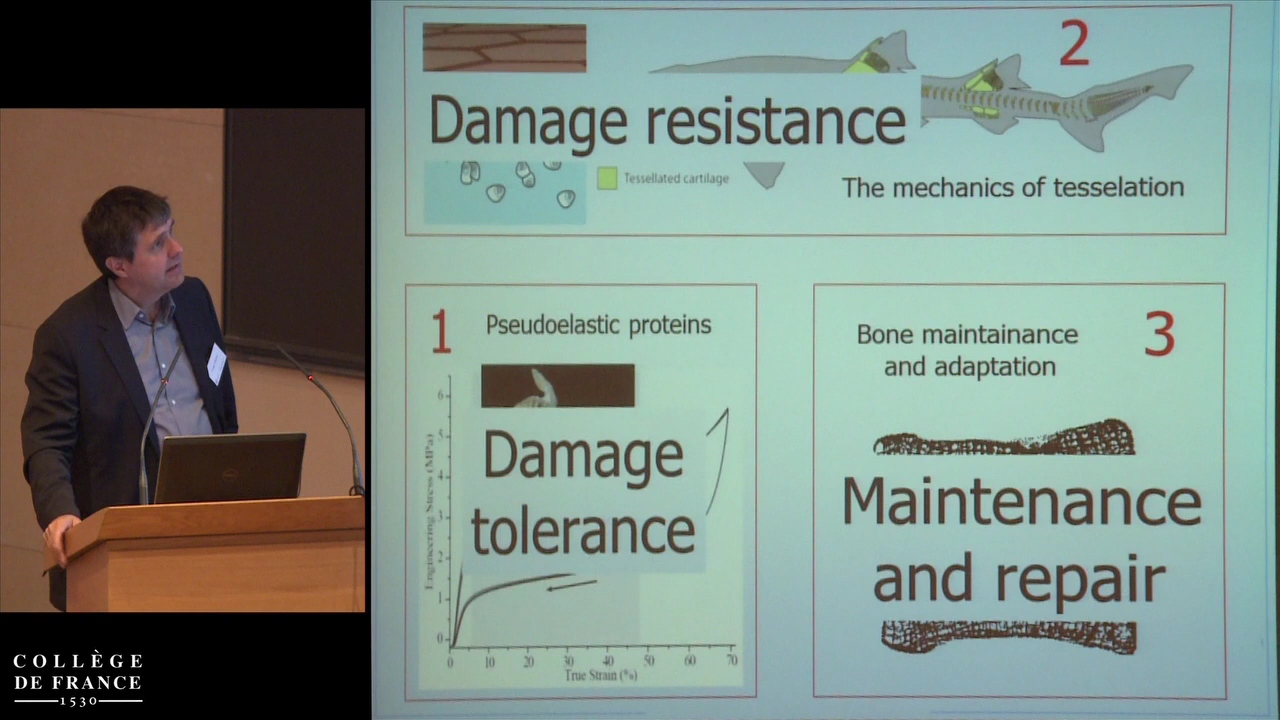 2
Damage resistance
Tessellated cartilage
The mechanics of tesselation
1
Pseudoelastic proteins
Damage
tolerance
Engineering Stress (MPa)
6
5
4
3
2
1
0
0 10 20 30 40 50 60 70
True Strain (%)
3
Bone maintainance
and adaptation
Maintenance
and repair
COLLÈGE
DE FRANCE
1530